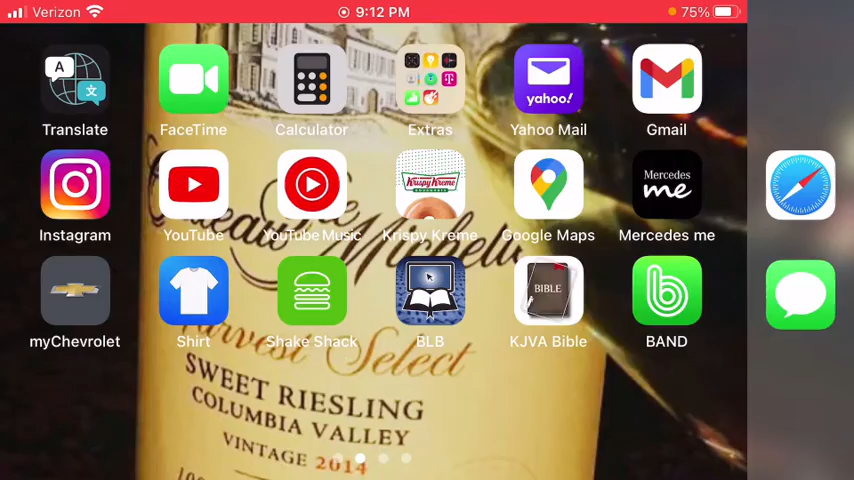 Verizon 9:12 PM 75%
A 文
yahoo!
Mercedes me
Translate FaceTime Calculator Extras Yahoo Mail Gmail
Krispy Kreme
Instagram YouTube YouTube Music Krispy Kreme Google Maps Mercedes me
Michelle
BIBLE
myChevrolet Shirt Shake Shack BLB KJVA Bible BAND
Harvest Select
SWEET RIESLING
COLUMBIA VALLEY
VINTAGE 2014